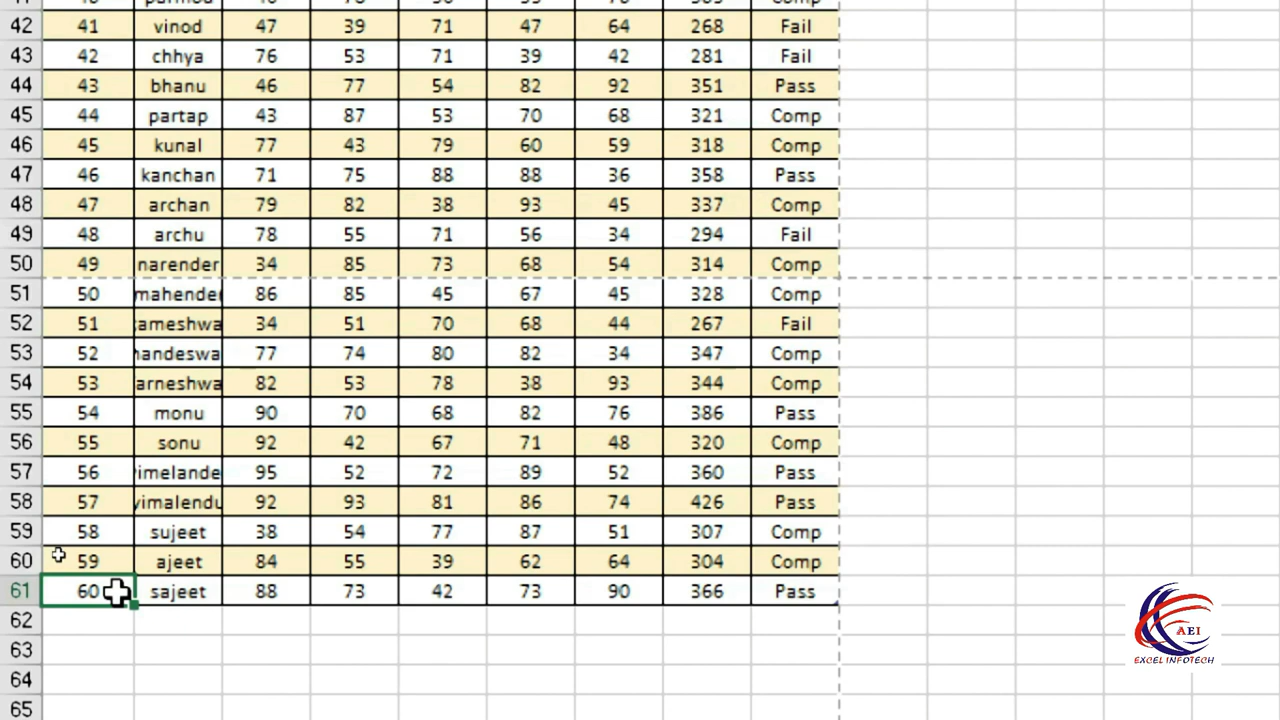 42 41 vinod 47 39 71 47 64 268 Fail
43 42 chhya 76 53 71 39 42 281 Fail
44 43 bhanu 46 77 54 82 92 351 Pass
45 44 partap 43 87 53 70 68 321 Comp
46 45 kunal 77 43 79 60 59 318 Comp
47 46 kanchan 71 75 88 88 36 358 Pass
48 47 archan 79 82 38 93 45 337 Comp
49 48 archu 78 55 71 56 34 294 Fail
50 49 narender 34 85 73 68 54 314 Comp
51 50 mahender 86 85 45 67 45 328 Comp
52 51 ameshwa 34 51 70 68 44 267 Fail
53 52 handeswa 77 74 80 82 34 347 Comp
54 53 arneshwa 82 53 78 38 93 344 Comp
55 54 monu 90 70 68 82 76 386 Pass
56 55 sonu 92 42 67 71 48 320 Comp
57 56 imelande 95 52 72 89 52 360 Pass
58 57 vimalendu 92 93 81 86 74 426 Pass
59 58 sujeet 38 54 77 87 51 307 Comp
60 59 ajeet 84 55 39 62 64 304 Comp
61 60 sajeet 88 73 42 73 90 366 Pass
62
63
64
65
AEI
EXCEL INFOTECH